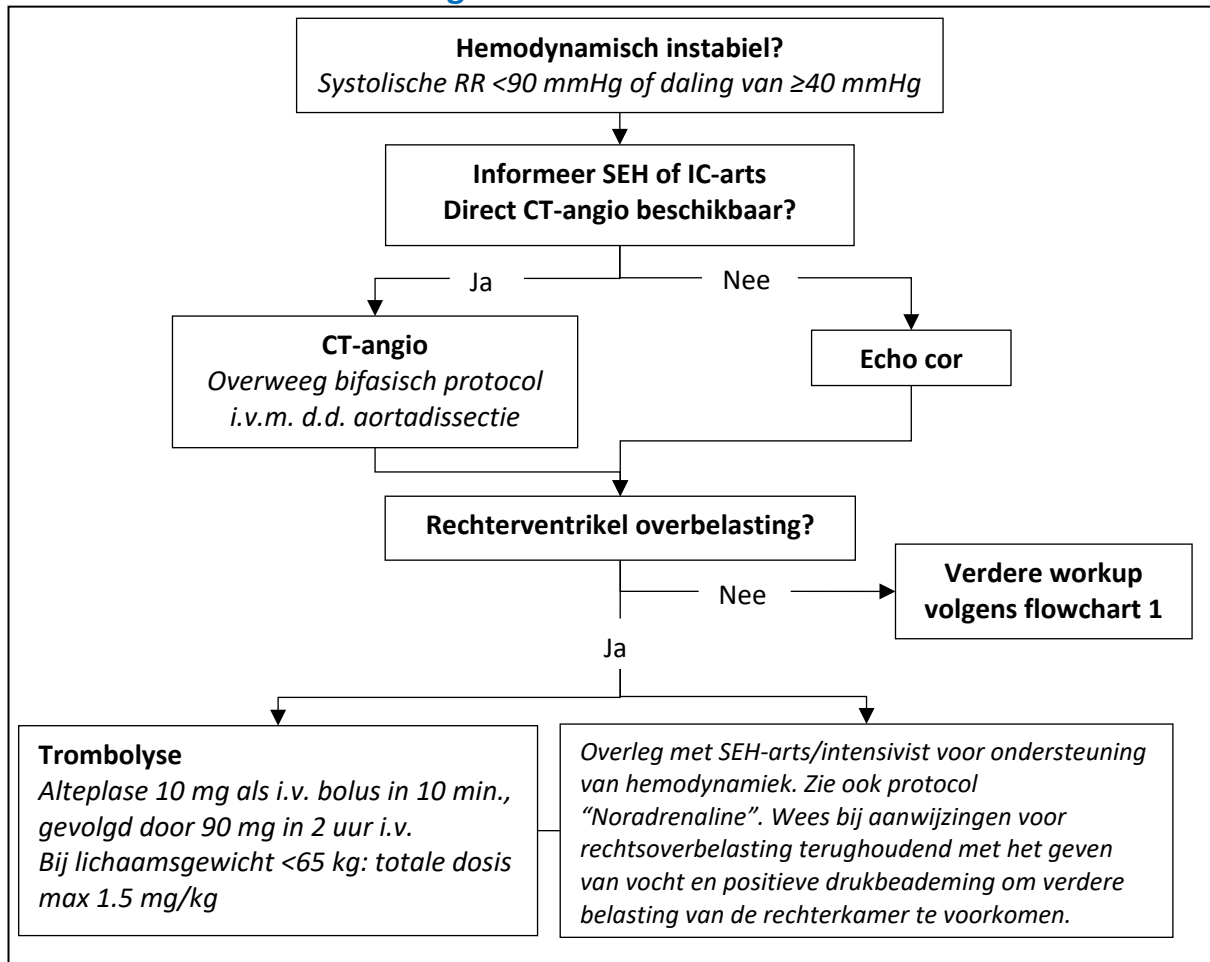 Hemodynamisch instabiel?
Systolische RR <90 mmHg of daling van ≥40 mmHg
Informeer SEH of IC-arts
Direct CT-angio beschikbaar?
Ja
Nee
CT-angio
Overweeg bifasisch protocol
i.v.m. d.d. aortadissectie
Echo cor
Rechterventrikel overbelasting?
Nee
Verdere workup
volgens flowchart 1
Ja
Trombolyse
Alteplase 10 mg als i.v. bolus in 10 min.,
gevolgd door 90 mg in 2 uur i.v.
Bij lichaamsgewicht <65 kg: totale dosis
max 1.5 mg/kg
Overleg met SEH-arts/intensivist voor ondersteuning
van hemodynamiek. Zie ook protocol
“Noradrenaline”. Wees bij aanwijzingen voor
rechtsoverbelasting terughoudend met het geven
van vocht en positieve drukbeademing om verdere
belasting van de rechterkamer te voorkomen.